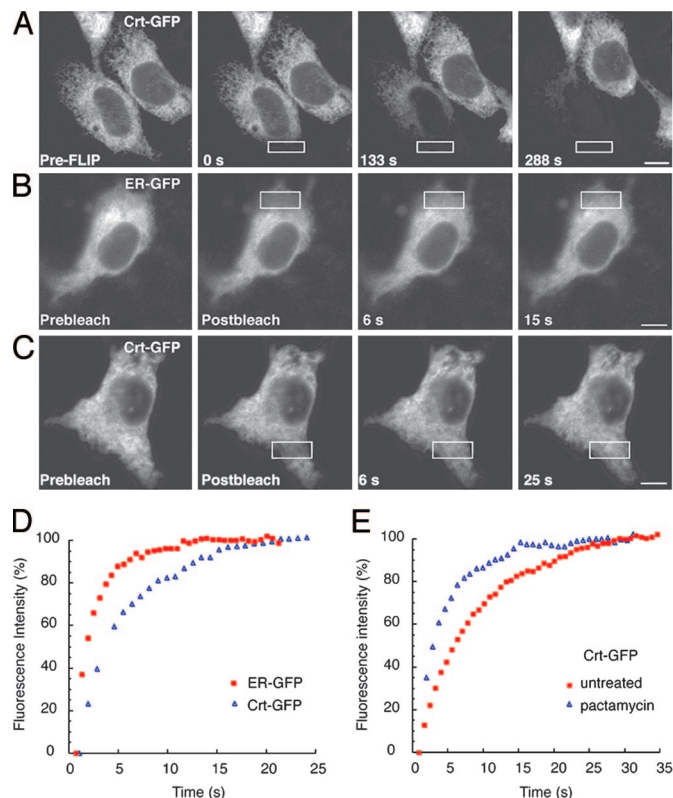 A
Crt-GFP
Pre-FLIP
0 s
133 s
288 s
B
ER-GFP
Prebleach
Postbleach
6 s
15 s
C
Crt-GFP
Prebleach
Postbleach
6 s
25 s
D
Fluorescence Intensity (%)
100
80
60
40
20
0
ER-GFP
Crt-GFP
0 5 10 15 20 25
Time (s)
E
Fluorescence intensity (%)
100
80
60
40
20
0
Crt-GFP
untreated
pactamycin
0 5 10 15 20 25 30 35
Time (s)